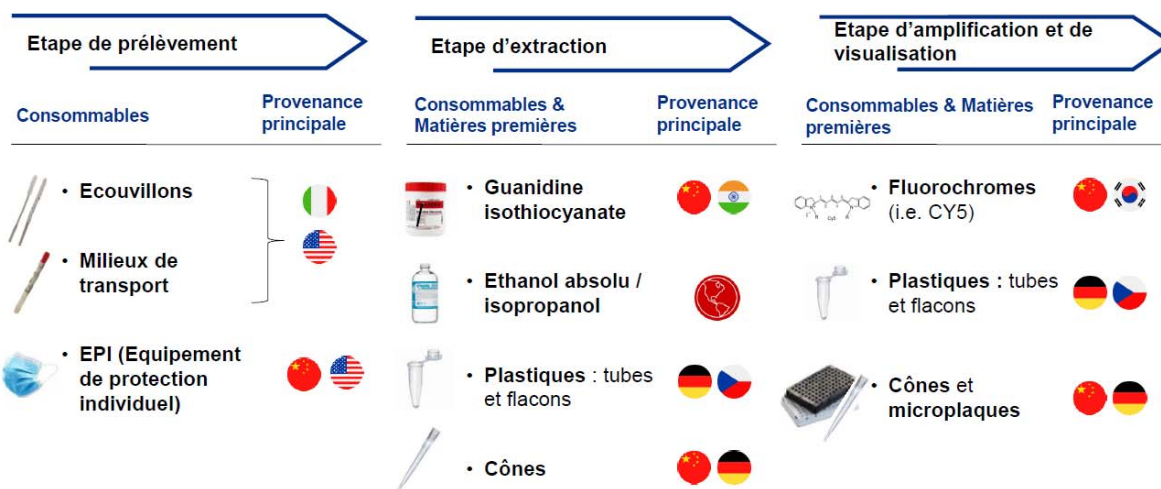 Etape de prélèvement
Consommables
Provenance
principale
• Ecouvillons
• Milieux de
transport
• EPI (Equipement
de protection
individuel)
Etape d’extraction
Consommables &
Matières premières
Provenance
principale
• Guanidine
isothiocyanate
• Ethanol absolu /
isopropanol
• Plastiques : tubes
et flacons
• Cônes
Etape d’amplification et de
visualisation
Consommables & Matières
premières
Provenance
principale
• Fluorochromes
(i.e. CY5)
Cy5
• Plastiques : tubes
et flacons
• Cônes et
microplaques